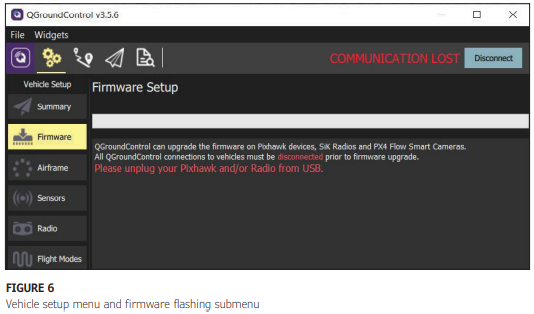 QGroundControl v3.5.6
File Widgets
COMMUNICATION LOST Disconnect
Vehicle Setup
Summary
Firmware
Airframe
Sensors
Radio
Flight Modes
Firmware Setup
QGroundControl can upgrade the firmware on Pixhawk devices, SiK Radios and PX4 Flow Smart Cameras.
All QGroundControl connections to vehicles must be disconnected prior to firmware upgrade.
Please unplug your Pixhawk and/or Radio from USB.
FIGURE 6
Vehicle setup menu and firmware flashing submenu